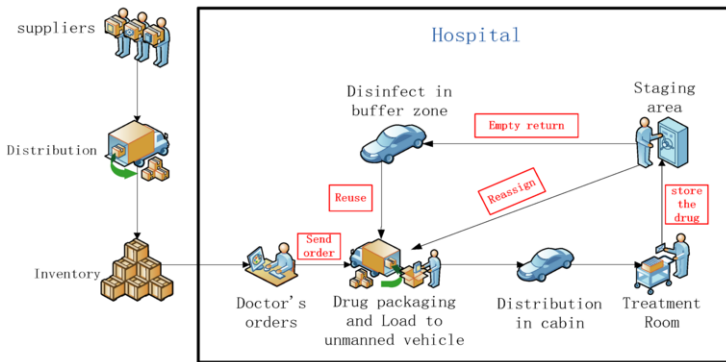 suppliers
Hospital
Disinfect in
buffer zone
Staging
area
Empty return
Distribution
Reassign
Reuse
store
the
drug
Send
order
Inventory
Doctor's
orders
Drug packaging
and Load to
unmanned vehicle
Distribution
in cabin
Treatment
Room